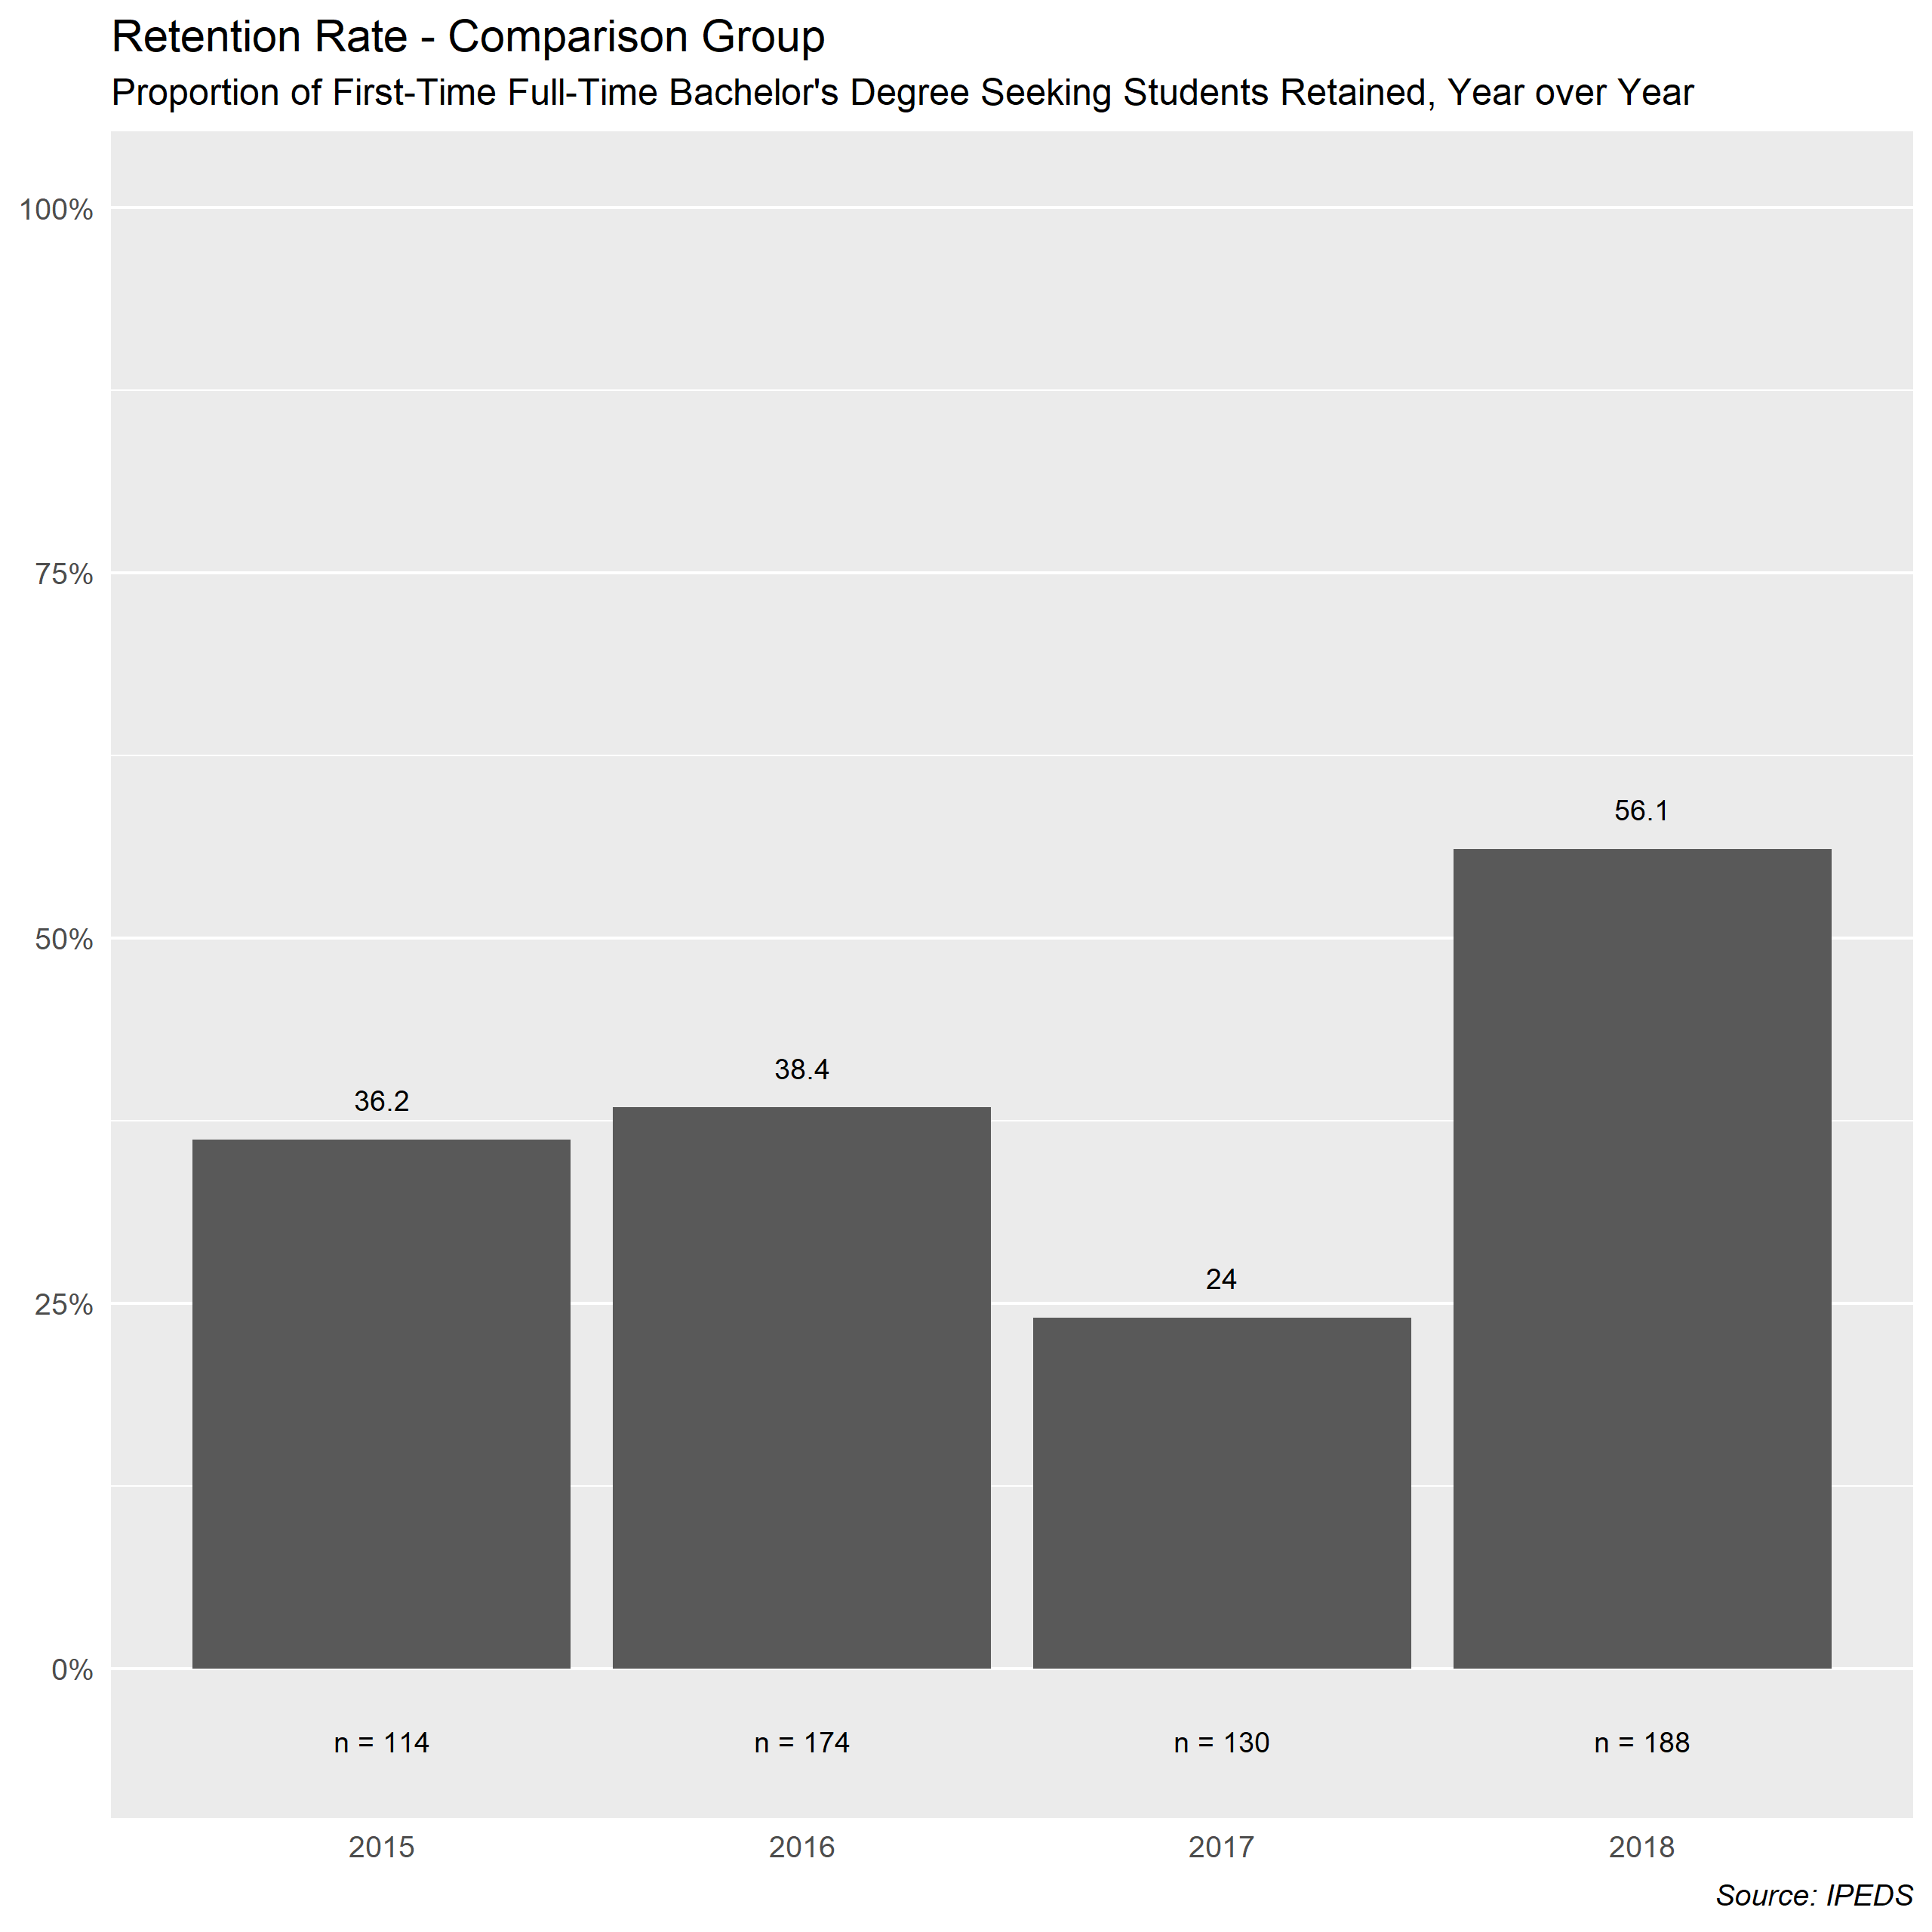 Retention Rate - Comparison Group
Proportion of First-Time Full-Time Bachelor's Degree Seeking Students Retained, Year over Year
100%
75%
50%
25%
0%
36.2
38.4
24
56.1
n = 114
n = 174
n = 130
n = 188
2015
2016
2017
2018
Source: IPEDS